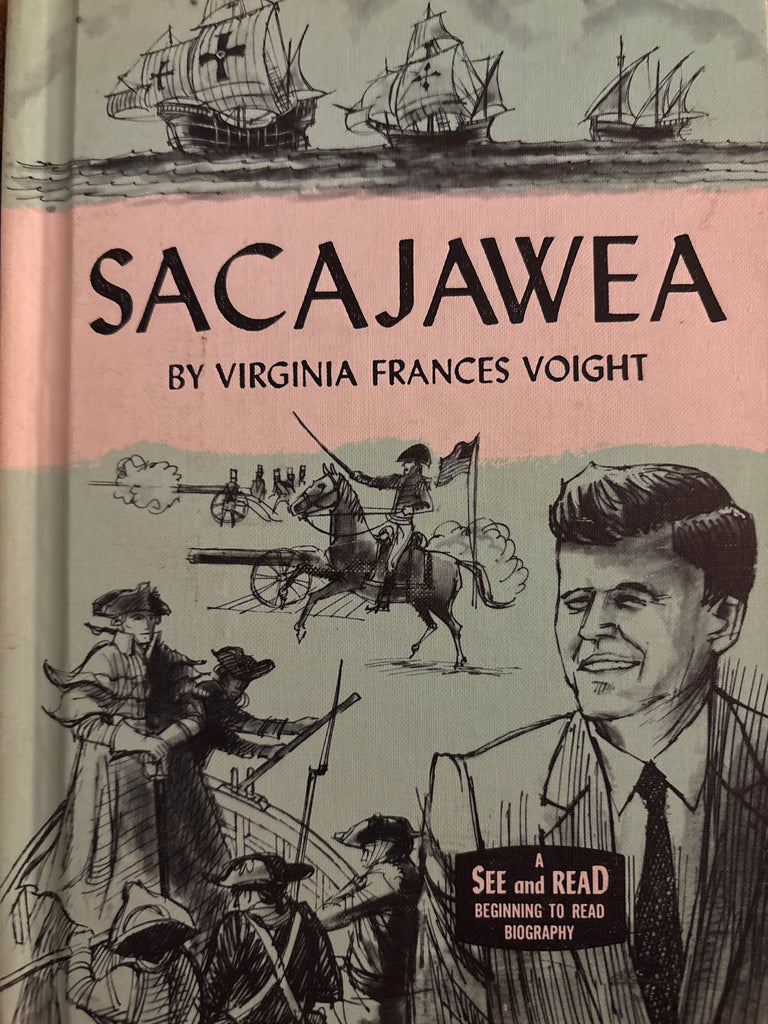 SACAJAWEA
BY VIRGINIA FRANCES VOIGHT
A
SEE and READ
BEGINNING TO READ
BIOGRAPHY